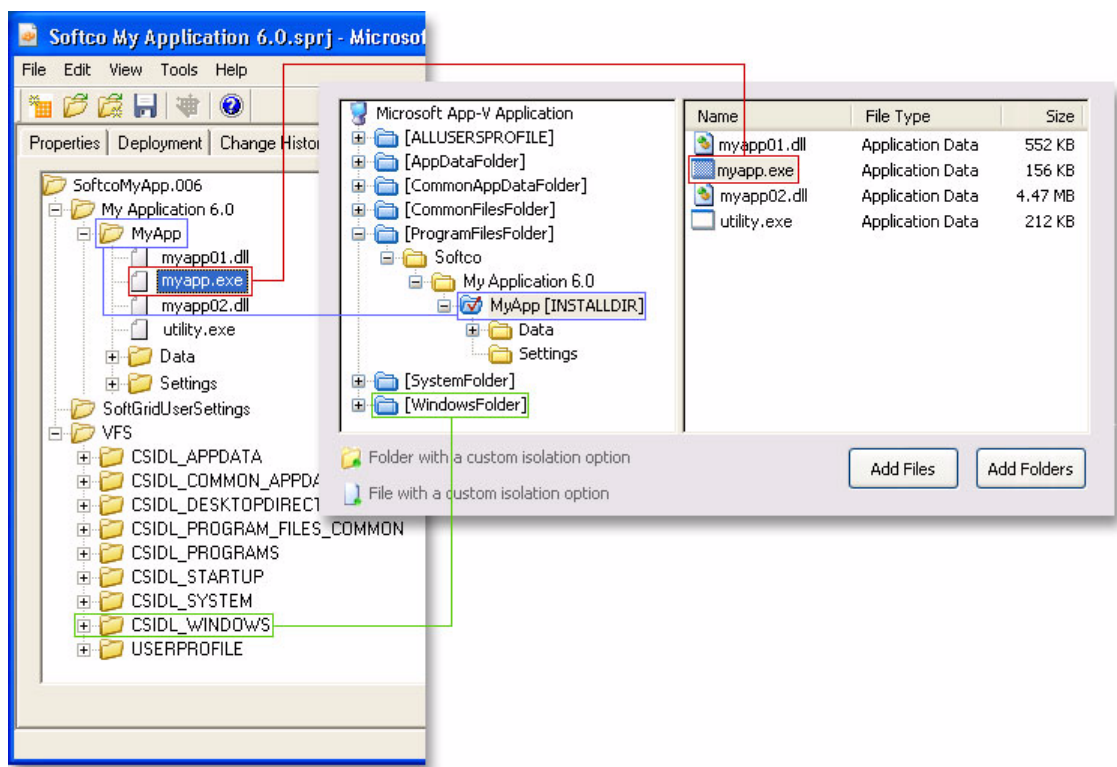 Softco My Application 6.0.sprj - Microsof
File Edit View Tools Help
Properties Deployment Change Histor
SoftcoMyApp.006
My Application 6.0
MyApp
myapp01.dll
myapp.exe
myapp02.dll
utility.exe
Data
Settings
SoftGridUserSettings
VFS
CSIDL_APPDATA
CSIDL_COMMON_APPDA
CSIDL_DESKTOPDIRECT
CSIDL_PROGRAM_FILES_COMMON
CSIDL_PROGRAMS
CSIDL_STARTUP
CSIDL_SYSTEM
CSIDL_WINDOWS
USERPROFILE
Microsoft App-V Application
[ALLUSERSPROFILE]
[AppDataFolder]
[CommonAppDataFolder]
[CommonFilesFolder]
[ProgramFilesFolder]
Softco
My Application 6.0
MyApp [INSTALLDIR]
Data
Settings
[SystemFolder]
[WindowsFolder]
Name File Type Size
myapp01.dll Application Data 552 KB
myapp.exe Application Data 156 KB
myapp02.dll Application Data 4.47 MB
utility.exe Application Data 212 KB
Folder with a custom isolation option
File with a custom isolation option
Add Files Add Folders